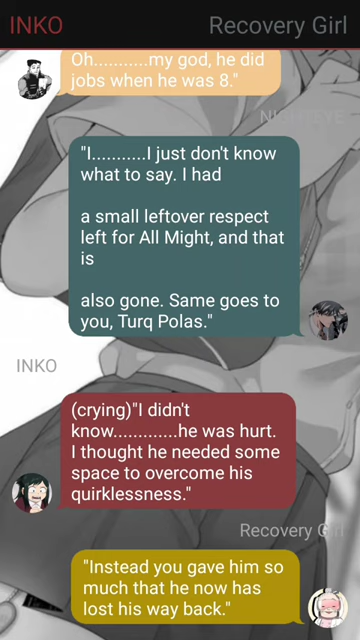 INKO Recovery Girl
Oh...........my god, he did
jobs when he was 8."
NIGHTEYE
"I...........I just don't know
what to say. I had
a small leftover respect
left for All Might, and that
is
also gone. Same goes to
you, Turq Polas."
INKO
(crying)"I didn't
know.............he was hurt.
I thought he needed some
space to overcome his
quirklessness."
Recovery Girl
"Instead you gave him so
much that he now has
lost his way back."